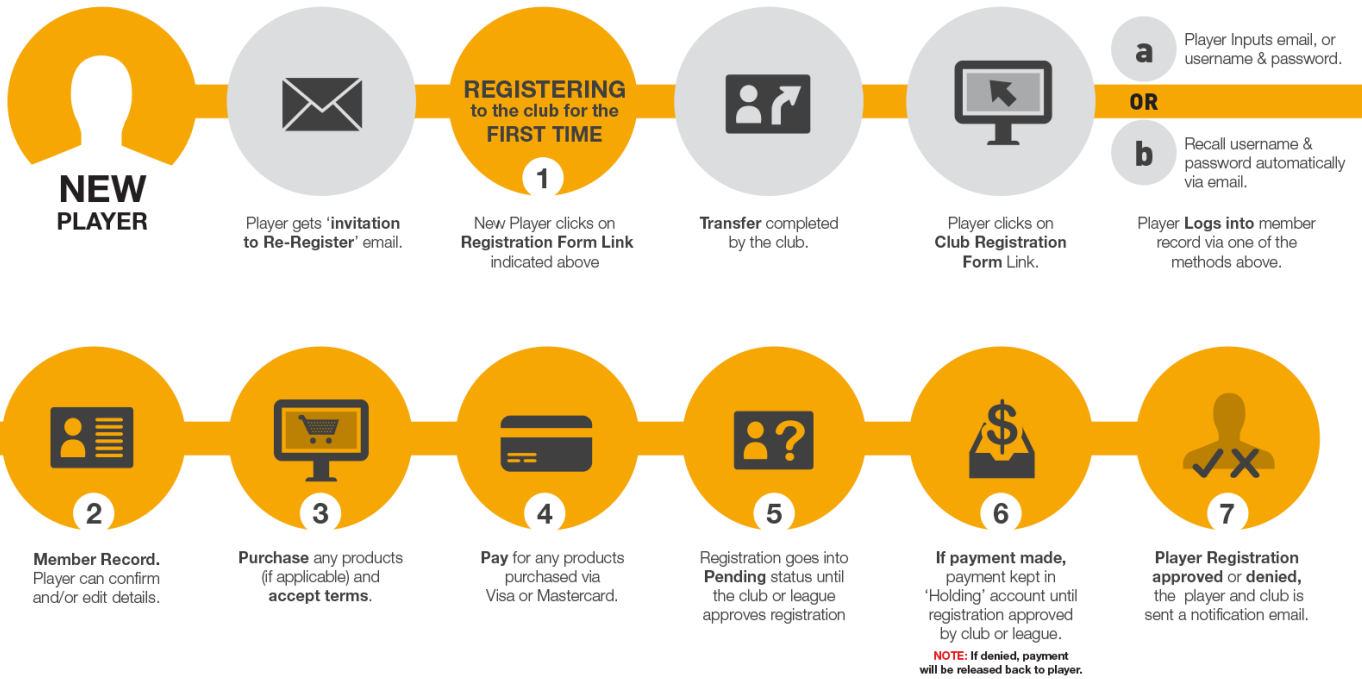 NEW
PLAYER
Player gets ‘invitation
to Re-Register’ email.
REGISTERING
to the club for the
FIRST TIME
1
New Player clicks on
Registration Form Link
indicated above
Transfer completed
by the club.
Player clicks on
Club Registration
Form Link.
a
Player Inputs email, or
username & password.
OR
b
Recall username &
password automatically
via email.
Player Logs into member
record via one of the
methods above.
2
Member Record.
Player can confirm
and/or edit details.
3
Purchase any products
(if applicable) and
accept terms.
4
Pay for any products
purchased via
Visa or Mastercard.
5
Registration goes into
Pending status until
the club or league
approves registration
$
6
If payment made,
payment kept in
‘Holding’ account until
registration approved
by club or league.
NOTE: If denied, payment
will be released back to player.
7
Player Registration
approved or denied,
the player and club is
sent a notification email.